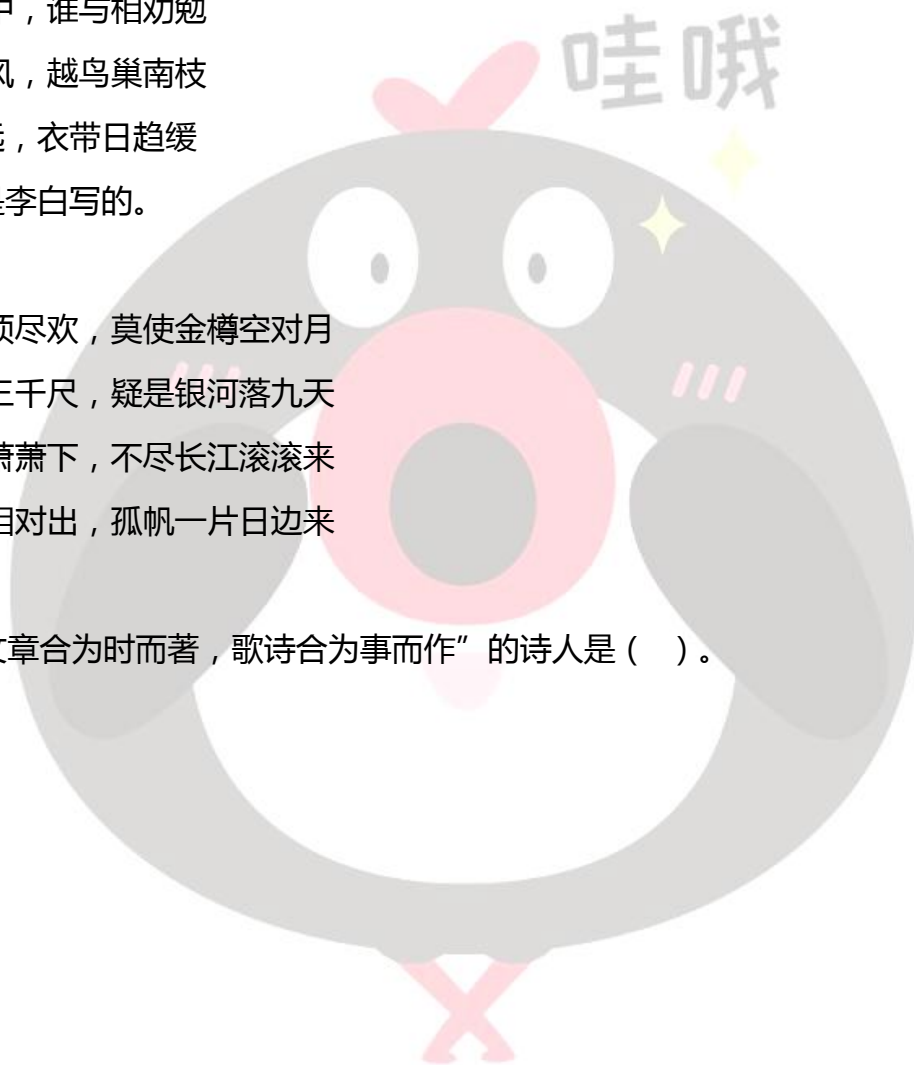 哇哦
中，谁与相劝勉
风，越鸟巢南枝
远，衣带日趋缓
是李白写的。
须尽欢，莫使金樽空对月
三千尺，疑是银河落九天
萧萧下，不尽长江滚滚来
相对出，孤帆一片日边来
文章合为时而著，歌诗合为事而作”的诗人是（　）。